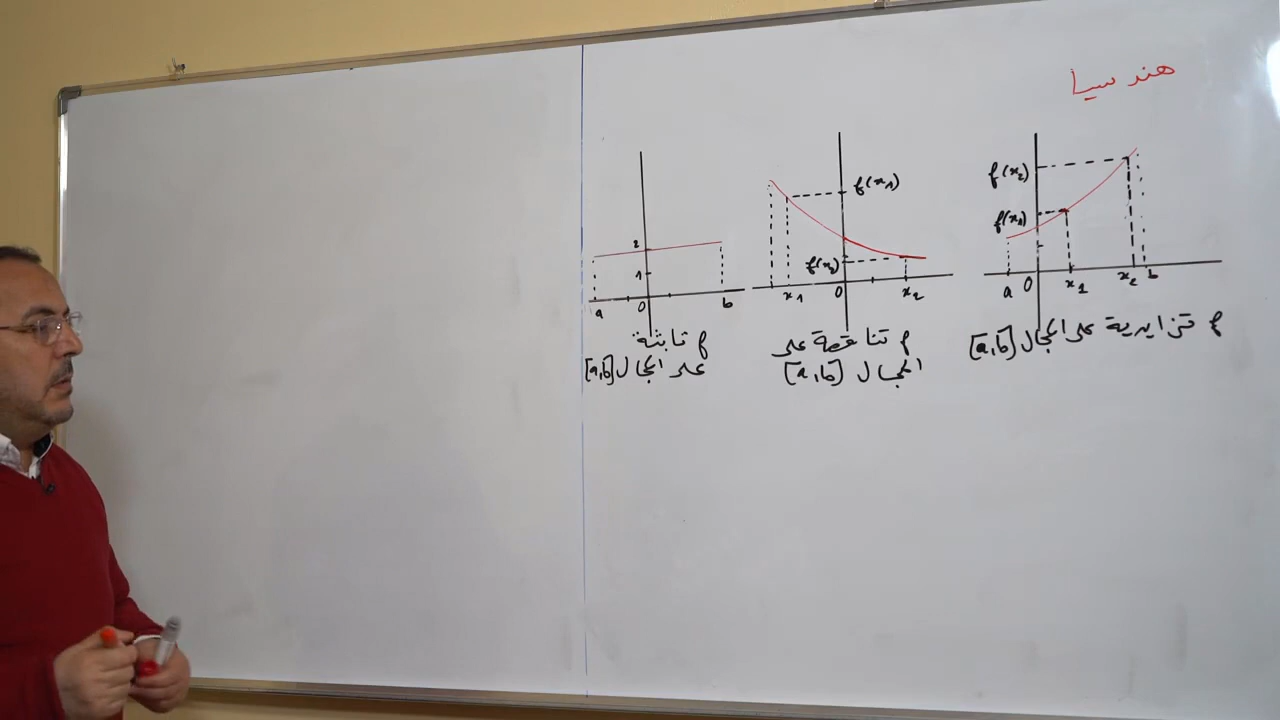 هندسيا
f(x₂)
f(x₁)
a 0 x₁ x₂ b
f تزايدية على المجال [a,b]
f(x₁)
f(x₂)
x₁ 0 x₂
f تناقصة على
المجال [a,b]
2
1
a 0 b
f ثابتة
على المجال [a,b]